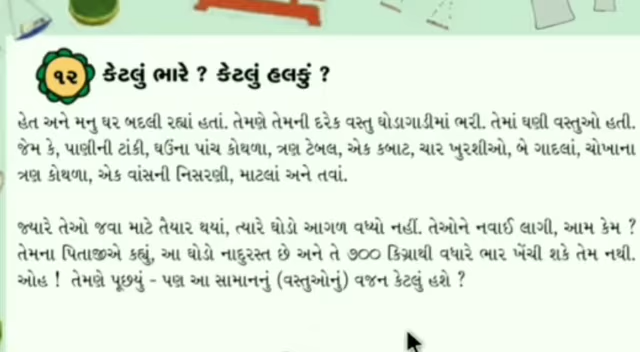 ૧૨ કેટલું ભારે ? કેટલું હલકું ?
હેત અને મનુ ઘર બદલી રહ્યાં હતાં. તેમણે તેમની દરેક વસ્તુ ઘોડાગાડીમાં ભરી. તેમાં ઘણી વસ્તુઓ હતી.
જેમ કે, પાણીની ટાંકી, ઘઉંના પાંચ કોથળા, ત્રણ ટેબલ, એક કબાટ, ચાર ખુરશીઓ, બે ગાદલાં, ચોખાના
ત્રણ કોથળા, એક વાંસની નિસરણી, માટલાં અને તવાં.
જ્યારે તેઓ જવા માટે તૈયાર થયાં, ત્યારે ઘોડો આગળ વધ્યો નહીં. તેઓને નવાઈ લાગી, આમ કેમ ?
તેમના પિતાજીએ કહ્યું, આ ઘોડો નાદુરસ્ત છે અને તે ૭૦૦ કિગ્રાથી વધારે ભાર ખેંચી શકે તેમ નથી.
ઓહ ! તેમણે પૂછયું - પણ આ સામાનનું (વસ્તુઓનું) વજન કેટલું હશે ?